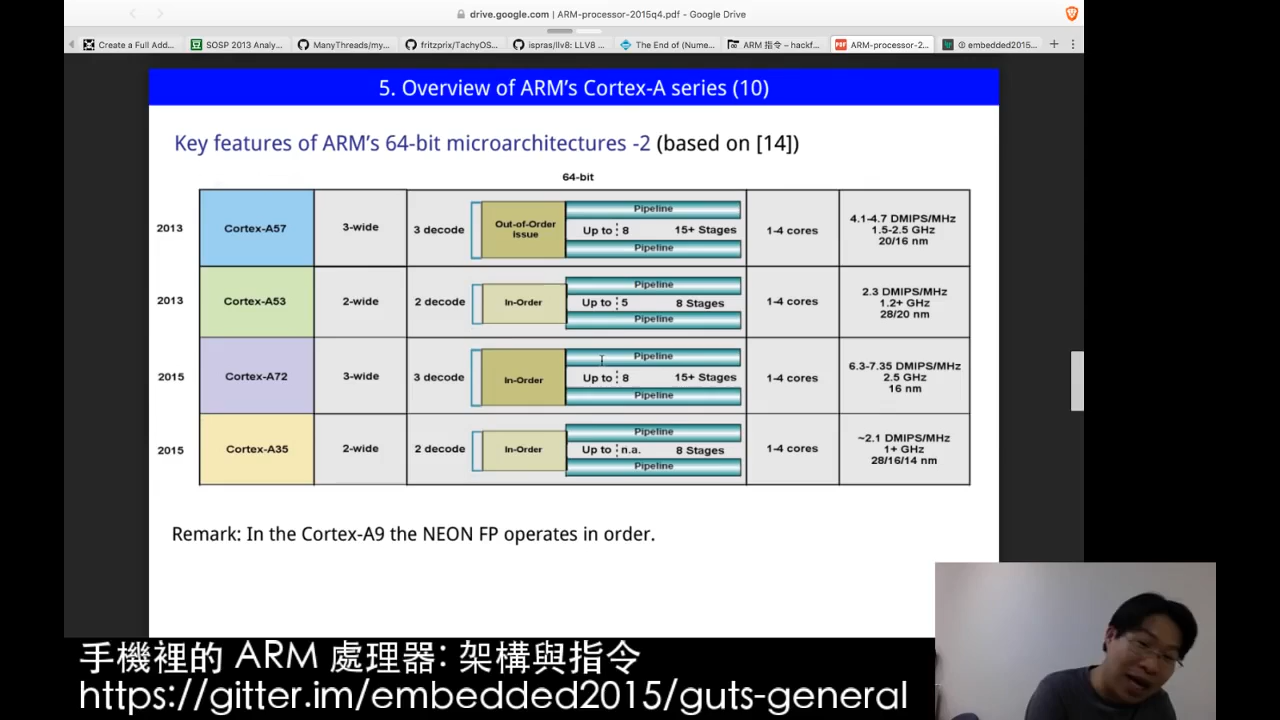 drive.google.com | ARM-processor-2015q4.pdf - Google Drive
Create a Full Add... SOSP 2013 Analy... ManyThreads/my... fritzprix/TachyOS... ispras/llv8: LLV8 ... The End of (Nume... ARM 指令 – hackf... ARM-processor-2... ① embedded2015...
5. Overview of ARM's Cortex-A series (10)
Key features of ARM's 64-bit microarchitectures -2 (based on [14])
64-bit
2013 Cortex-A57 3-wide 3 decode Out-of-Order issue Pipeline Up to 8 15+ Stages Pipeline 1-4 cores 4.1-4.7 DMIPS/MHz
1.5-2.5 GHz
20/16 nm
2013 Cortex-A53 2-wide 2 decode In-Order Pipeline Up to 5 8 Stages Pipeline 1-4 cores 2.3 DMIPS/MHz
1.2+ GHz
28/20 nm
2015 Cortex-A72 3-wide 3 decode In-Order Pipeline Up to 8 15+ Stages Pipeline 1-4 cores 6.3-7.35 DMIPS/MHz
2.5 GHz
16 nm
2015 Cortex-A35 2-wide 2 decode In-Order Pipeline Up to n.a. 8 Stages Pipeline 1-4 cores ~2.1 DMIPS/MHz
1+ GHz
28/16/14 nm
Remark: In the Cortex-A9 the NEON FP operates in order.
手機裡的 ARM 處理器: 架構與指令
https://gitter.im/embedded2015/guts-general